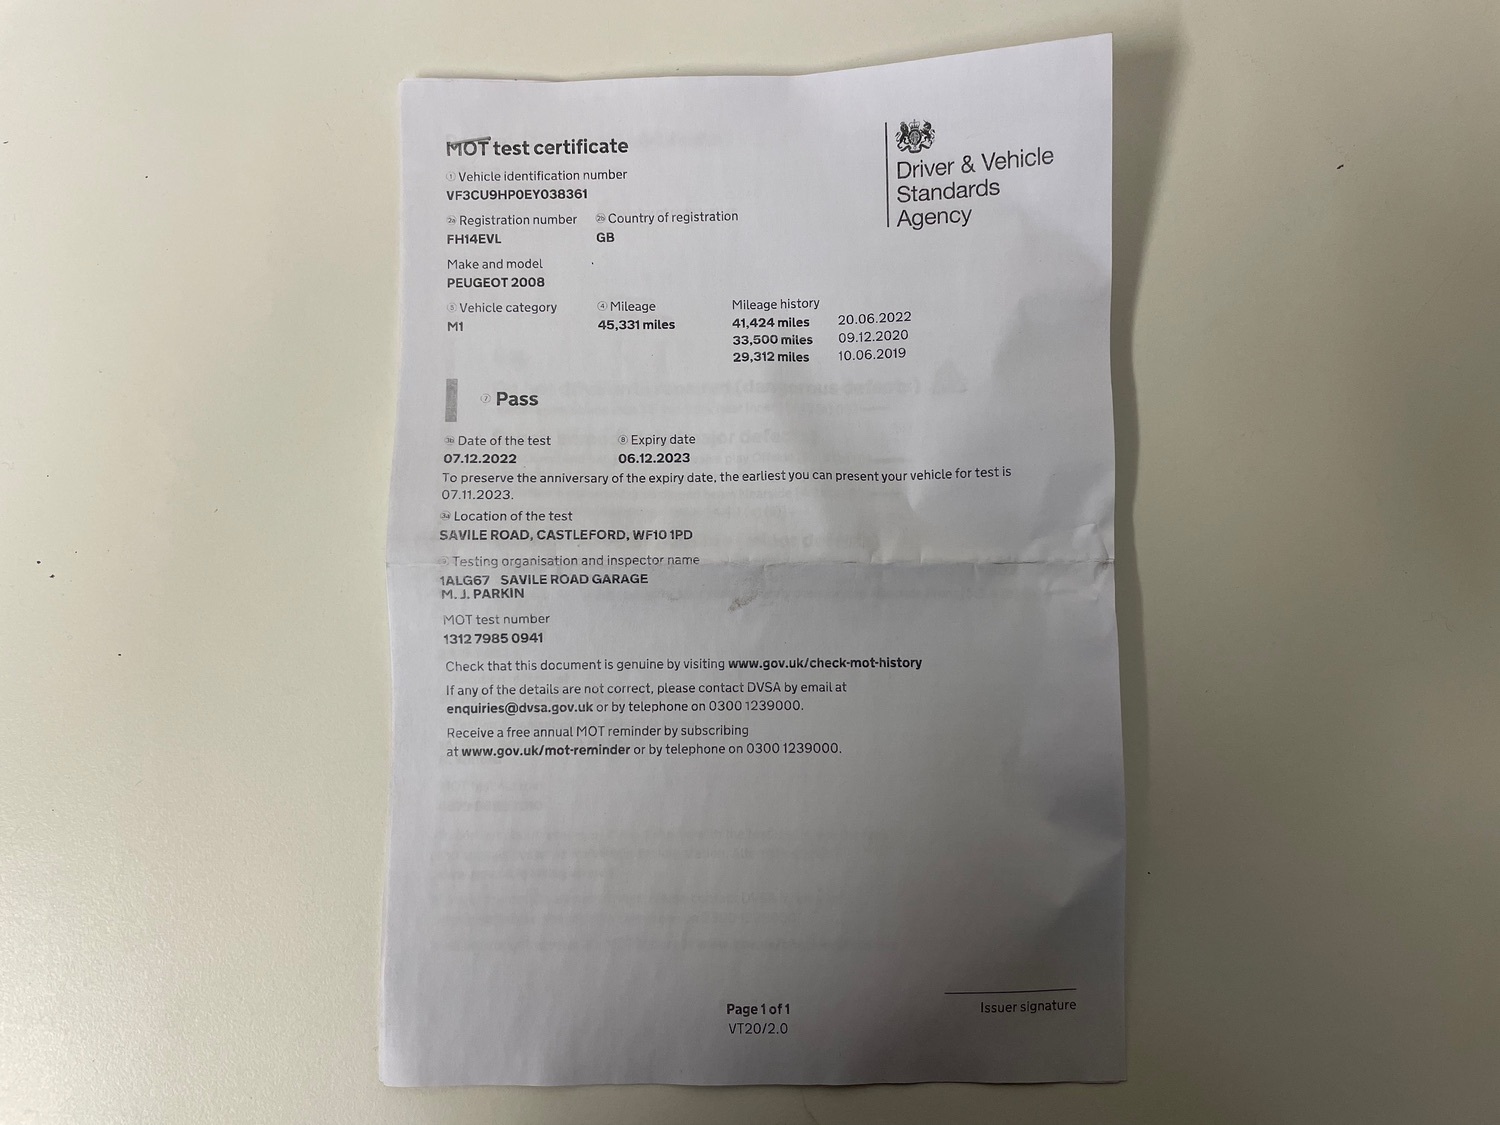 MOT test certificate
Driver & Vehicle
Standards
Agency
1 Vehicle identification number
VF3CU9HP0EY038361
2a Registration number 2b Country of registration
FH14EVL GB
Make and model
PEUGEOT 2008
5 Vehicle category 4 Mileage Mileage history
M1 45,331 miles 41,424 miles 20.06.2022
33,500 miles 09.12.2020
29,312 miles 10.06.2019
7 Pass
3b Date of the test 8 Expiry date
07.12.2022 06.12.2023
To preserve the anniversary of the expiry date, the earliest you can present your vehicle for test is
07.11.2023.
3a Location of the test
SAVILE ROAD, CASTLEFORD, WF10 1PD
Testing organisation and inspector name
1ALG67 SAVILE ROAD GARAGE
M. J. PARKIN
MOT test number
1312 7985 0941
Check that this document is genuine by visiting www.gov.uk/check-mot-history
If any of the details are not correct, please contact DVSA by email at
enquiries@dvsa.gov.uk or by telephone on 0300 1239000.
Receive a free annual MOT reminder by subscribing
at www.gov.uk/mot-reminder or by telephone on 0300 1239000.
Issuer signature
Page 1 of 1
VT20/2.0